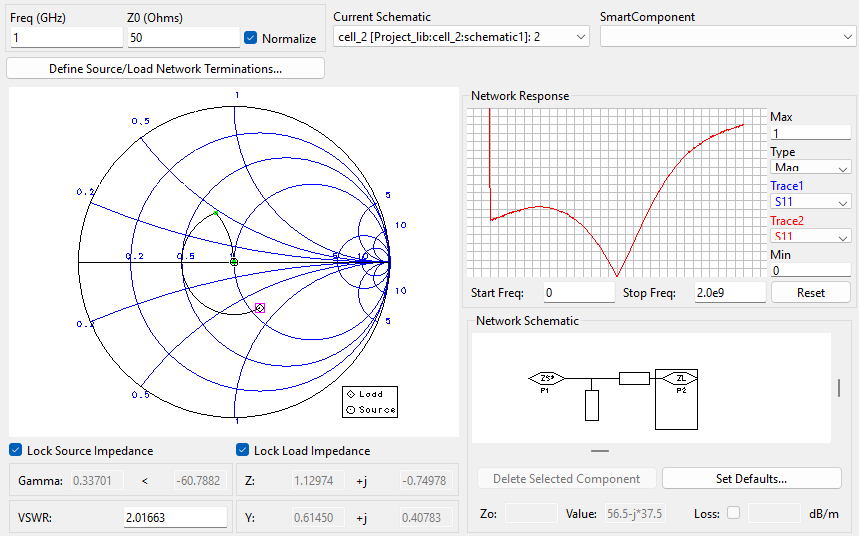 Freq (GHz) Z0 (Ohms) Current Schematic SmartComponent
1 50 Normalize cell_2 [Project_lib:cell_2:schematic1]: 2
Define Source/Load Network Terminations...
Network Response
1
0.5 0.5
0.2 5
10
0.2 0.5 1 5 10
10
0.2 5
0.5 0.5
1
Load
Source
Max
1
Type
Mag
Trace1
S11
Trace2
S11
Min
0
Start Freq: 0 Stop Freq: 2.0e9 Reset
Network Schematic
ZS* ZL
P1 P2
Lock Source Impedance Lock Load Impedance
Gamma: 0.33701 < -60.7882 Z: 1.12974 +j -0.74978
VSWR: 2.01663 Y: 0.61450 +j 0.40783
Delete Selected Component Set Defaults...
Zo: Value: 56.5-j*37.5 Loss: dB/m